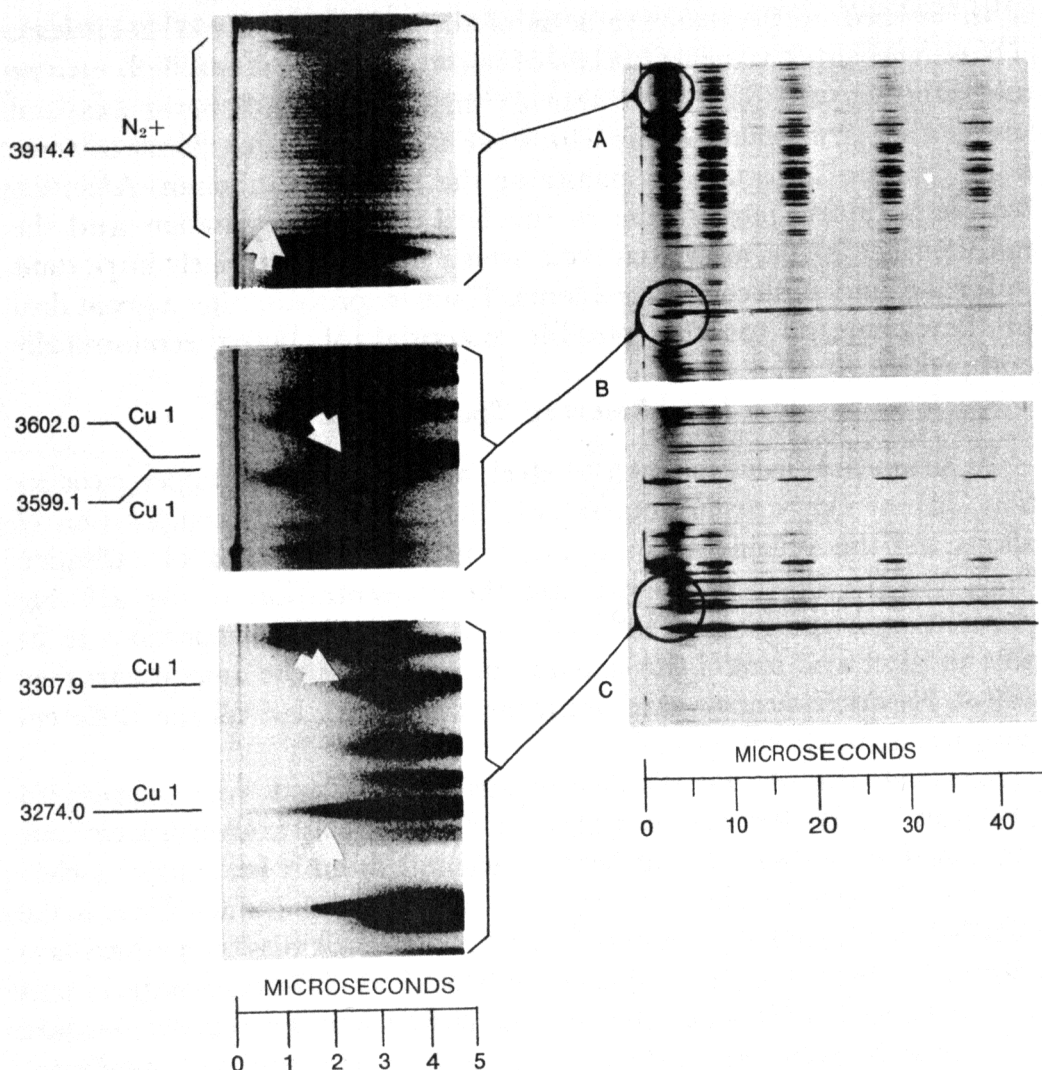 N₂+
3914.4
A
3602.0
Cu 1
B
3599.1
Cu 1
3307.9
Cu 1
C
3274.0
Cu 1
MICROSECONDS
0 10 20 30 40
MICROSECONDS
0 1 2 3 4 5